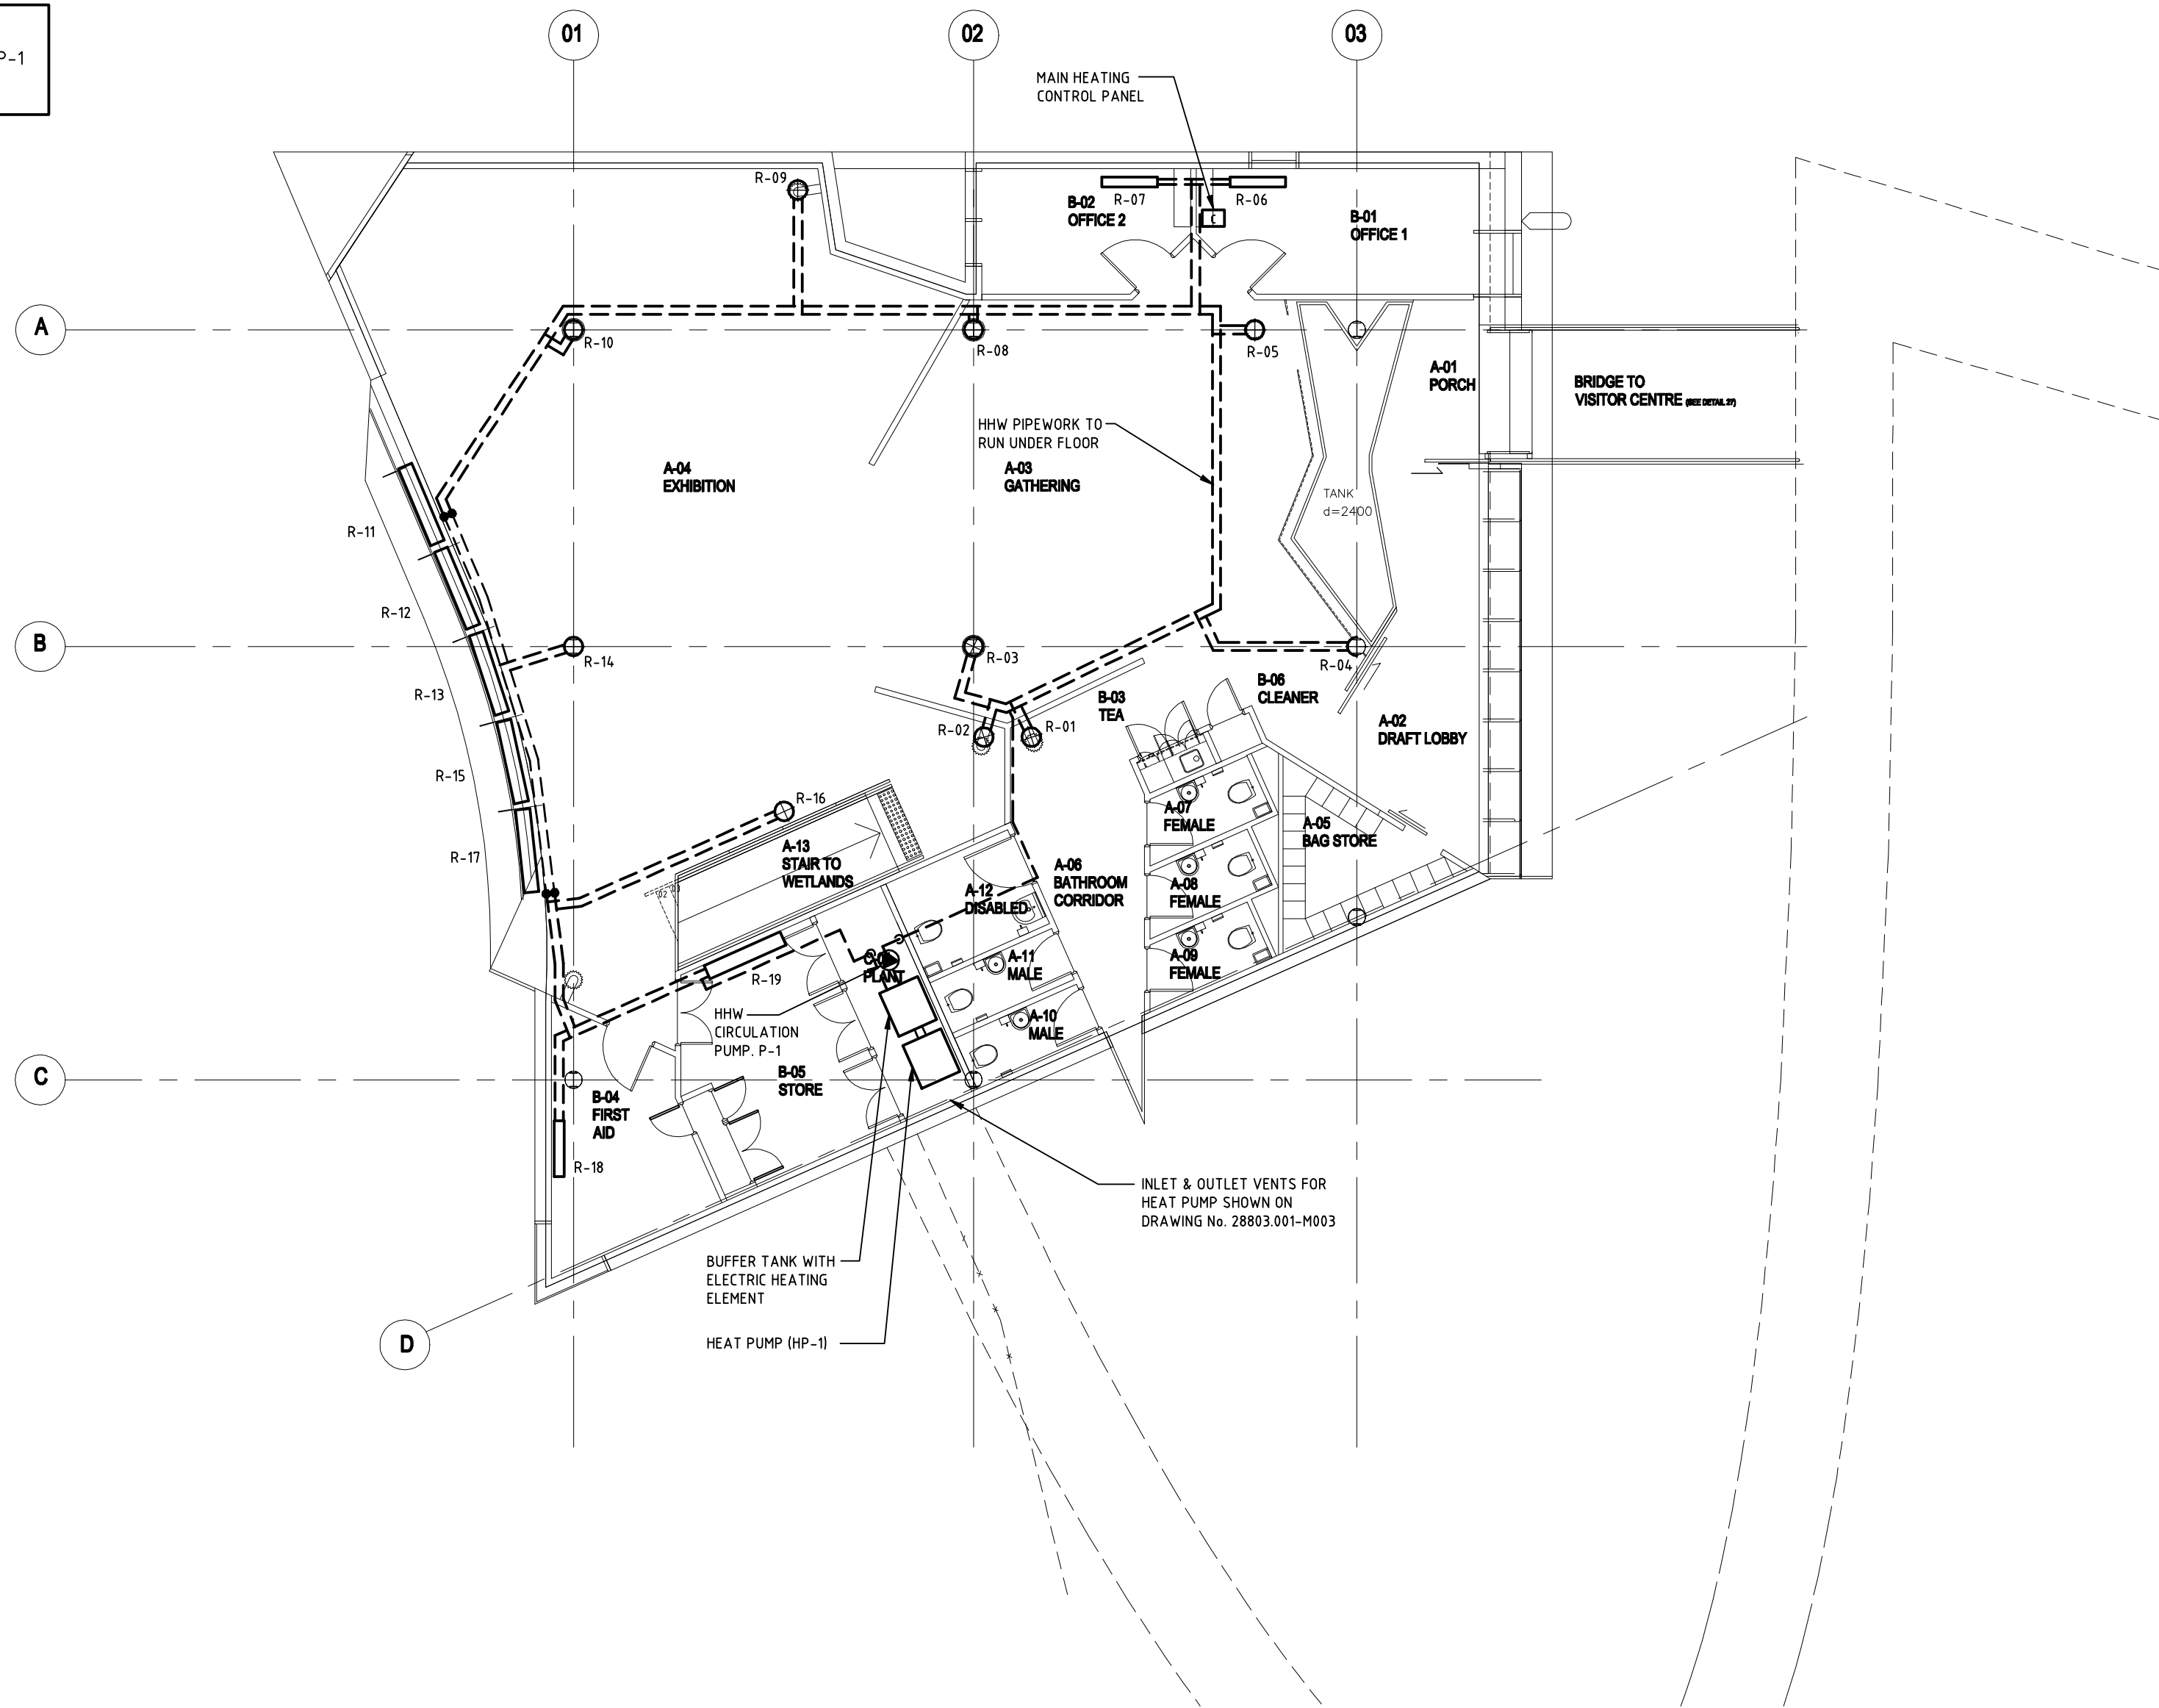 P-1
01
02
03
MAIN HEATING
CONTROL PANEL
R-09
R-07
R-06
C
B-02
OFFICE 2
B-01
OFFICE 1
A
R-10
R-08
R-05
A-01
PORCH
BRIDGE TO
VISITOR CENTRE (SEE DETAIL 27)
HHW PIPEWORK TO
RUN UNDER FLOOR
A-04
EXHIBITION
A-03
GATHERING
TANK
d=2400
R-11
R-12
B
R-14
R-03
R-04
R-13
B-03
TEA
B-06
CLEANER
R-02
R-01
A-02
DRAFT LOBBY
R-15
R-16
A-07
FEMALE
A-05
BAG STORE
R-17
A-13
STAIR TO
WETLANDS
A-06
BATHROOM
CORRIDOR
A-12
DISABLED
A-08
FEMALE
02
03
A-11
MALE
A-09
FEMALE
PLANT
R-19
HHW
CIRCULATION
PUMP. P-1
A-10
MALE
C
B-05
STORE
B-04
FIRST
AID
R-18
INLET & OUTLET VENTS FOR
HEAT PUMP SHOWN ON
DRAWING No. 28803.001-M003
BUFFER TANK WITH
ELECTRIC HEATING
ELEMENT
HEAT PUMP (HP-1)
D